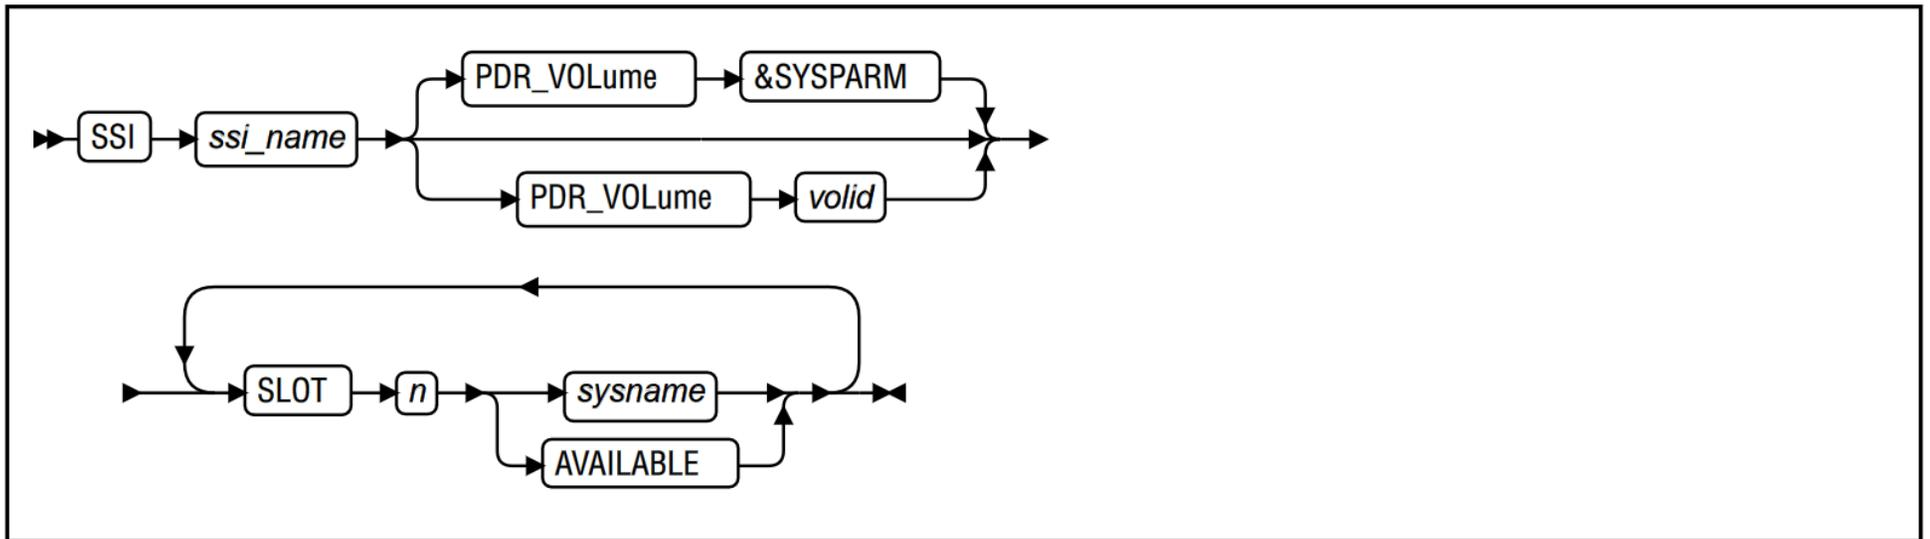 PDR_VOLume &SYSPARM
SSI ssi_name
PDR_VOLume volid
SLOT n sysname
AVAILABLE